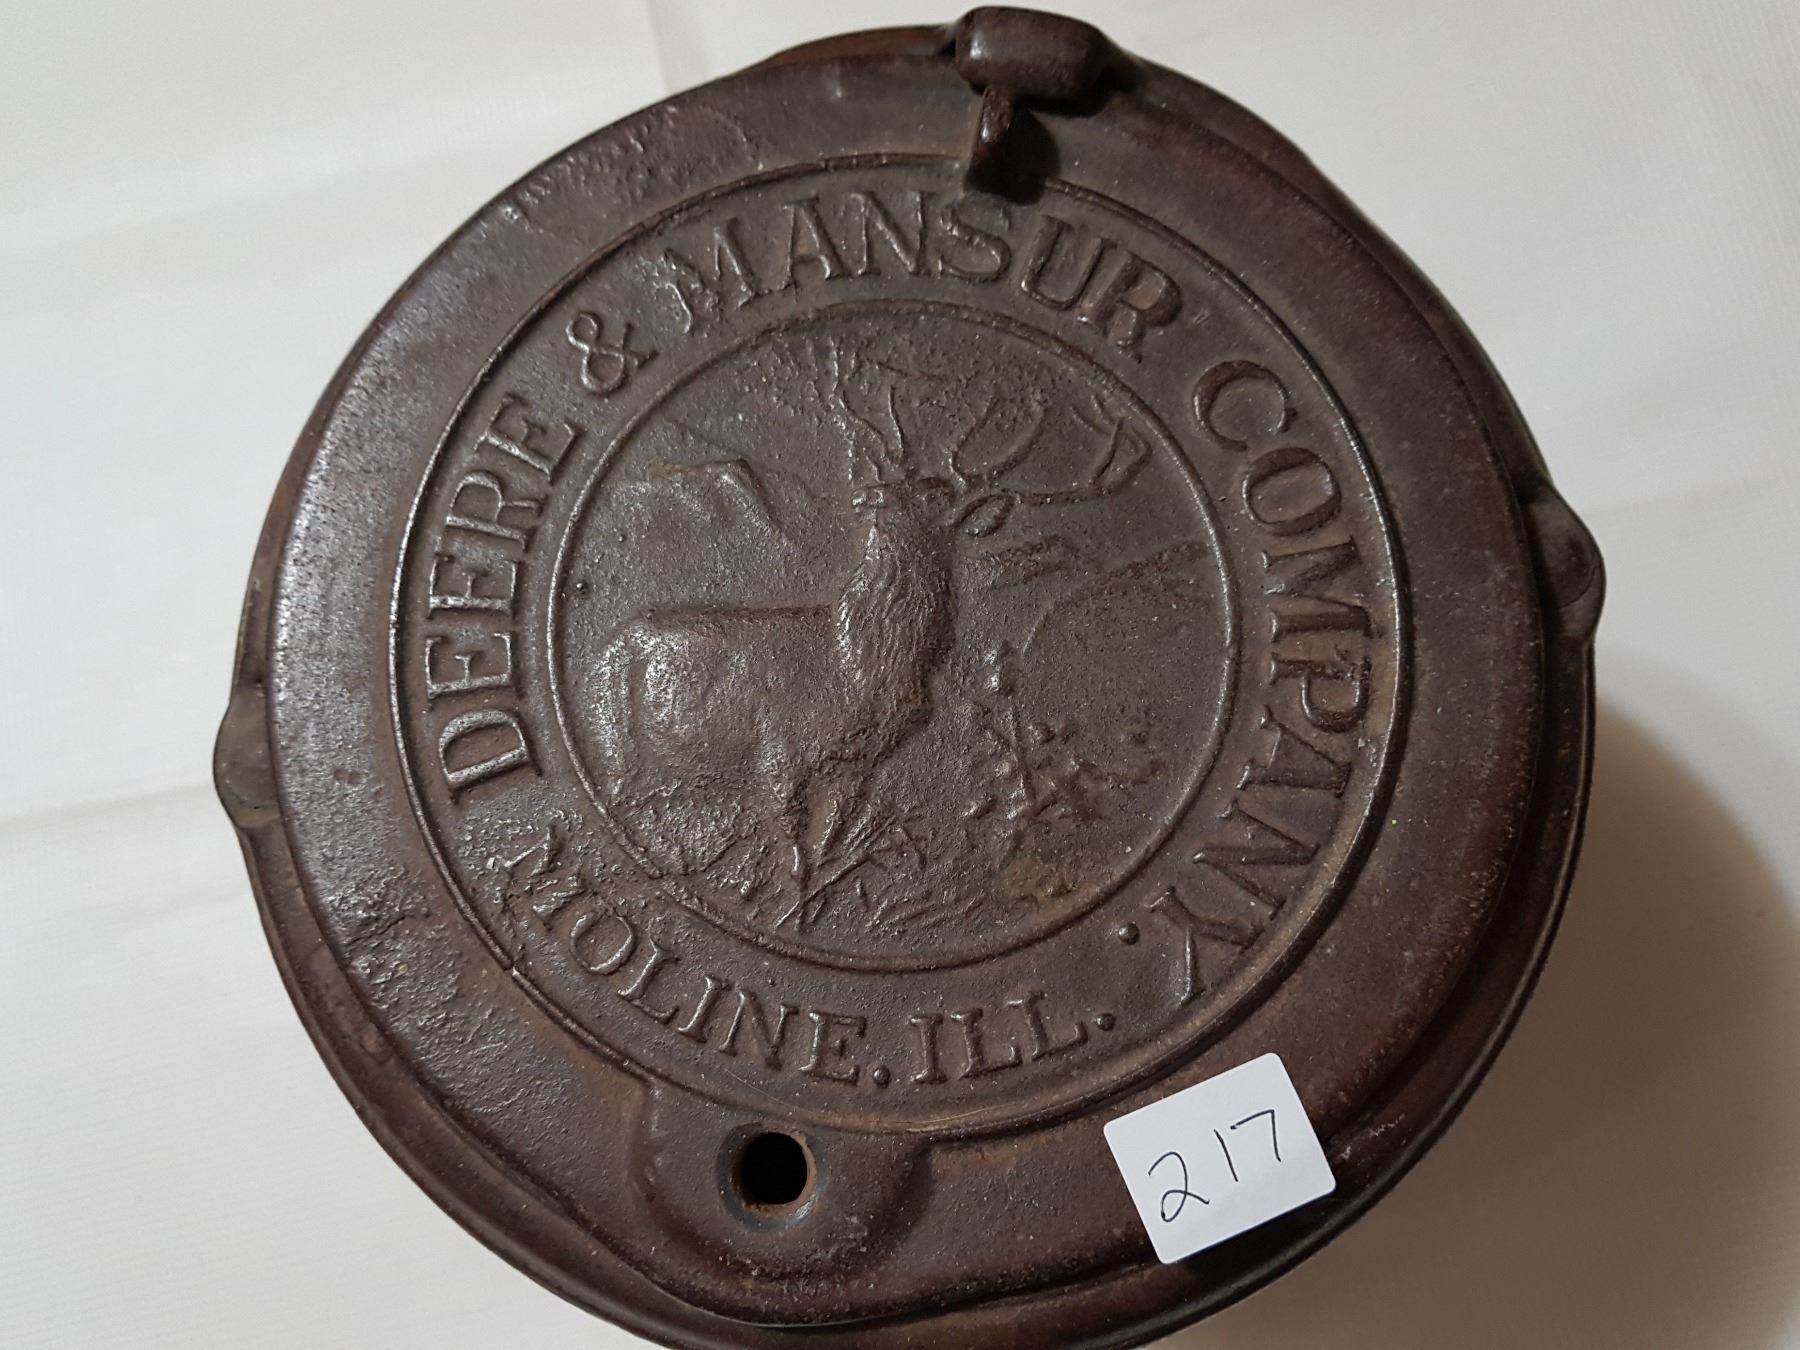 DEERE & MANSUR COMPANY.
MOLINE. ILL.
217